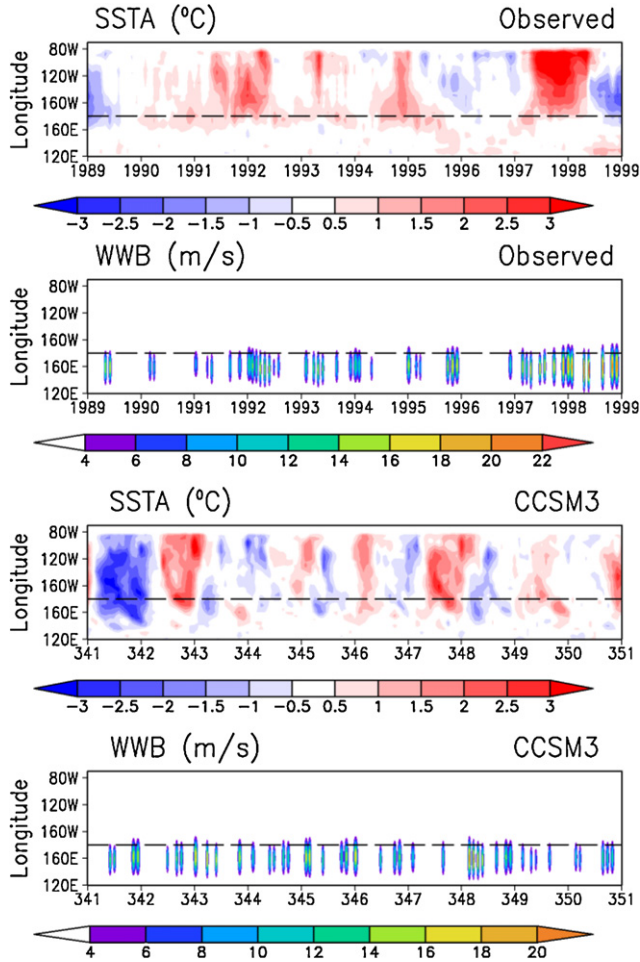 SSTA (ºC) Observed
Longitude
80W
120W
160W
160E
120E
1989 1990 1991 1992 1993 1994 1995 1996 1997 1998 1999
-3 -2.5 -2 -1.5 -1 -0.5 0.5 1 1.5 2 2.5 3
WWB (m/s) Observed
Longitude
80W
120W
160W
160E
120E
1989 1990 1991 1992 1993 1994 1995 1996 1997 1998 1999
4 6 8 10 12 14 16 18 20 22
SSTA (ºC) CCSM3
Longitude
80W
120W
160W
160E
120E
341 342 343 344 345 346 347 348 349 350 351
-3 -2.5 -2 -1.5 -1 -0.5 0.5 1 1.5 2 2.5 3
WWB (m/s) CCSM3
Longitude
80W
120W
160W
160E
120E
341 342 343 344 345 346 347 348 349 350 351
4 6 8 10 12 14 16 18 20